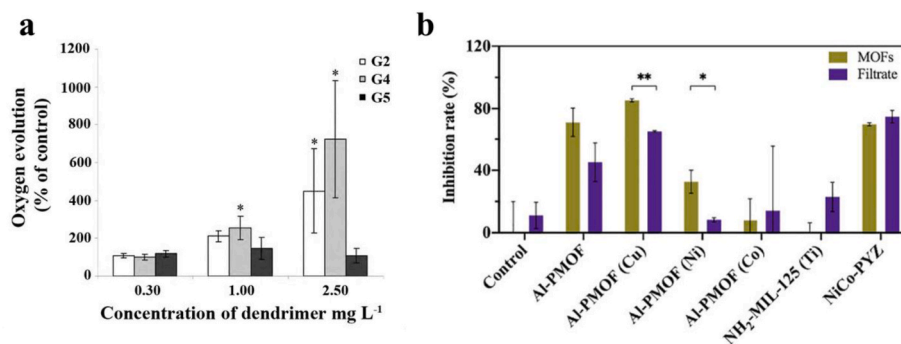 a
Oxygen evolution
(% of control)
1200
1000
800
600
400
200
0
G2
G4
G5
*
*
*
0.30
1.00
2.50
Concentration of dendrimer mg L-1
b
Inhibition rate (%)
120
80
40
0
MOFs
Filtrate
**
*
Control
Al-PMOF
Al-PMOF (Cu)
Al-PMOF (Ni)
Al-PMOF (Co)
NH2-MIL-125 (Ti)
NiCo-PYZ